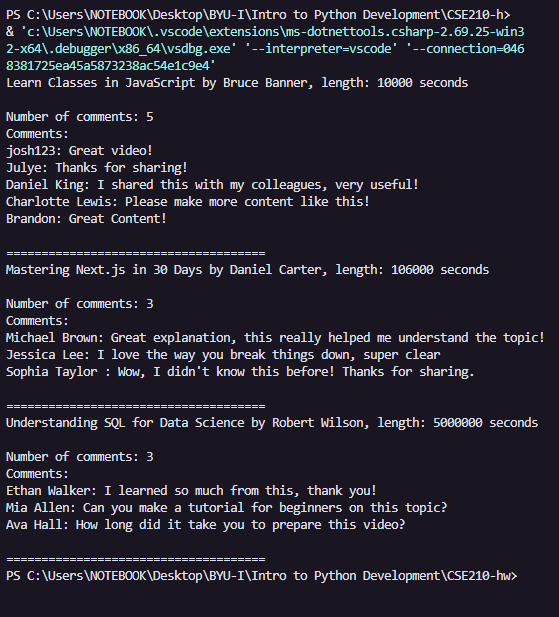 PS C:\Users\NOTEBOOK\Desktop\BYU-I\Intro to Python Development\CSE210-h>
& 'c:\Users\NOTEBOOK\.vscode\extensions\ms-dotnettools.csharp-2.69.25-win3
2-x64\.debugger\x86_64\vsdbg.exe' '--interpreter=vscode' '--connection=046
8381725ea45a5873238ac54e1c9e4'
Learn Classes in JavaScript by Bruce Banner, length: 10000 seconds
Number of comments: 5
Comments:
josh123: Great video!
Julye: Thanks for sharing!
Daniel King: I shared this with my colleagues, very useful!
Charlotte Lewis: Please make more content like this!
Brandon: Great Content!
=====================================
Mastering Next.js in 30 Days by Daniel Carter, length: 106000 seconds
Number of comments: 3
Comments:
Michael Brown: Great explanation, this really helped me understand the topic!
Jessica Lee: I love the way you break things down, super clear
Sophia Taylor : Wow, I didn't know this before! Thanks for sharing.
=====================================
Understanding SQL for Data Science by Robert Wilson, length: 5000000 seconds
Number of comments: 3
Comments:
Ethan Walker: I learned so much from this, thank you!
Mia Allen: Can you make a tutorial for beginners on this topic?
Ava Hall: How long did it take you to prepare this video?
=====================================
PS C:\Users\NOTEBOOK\Desktop\BYU-I\Intro to Python Development\CSE210-hw>